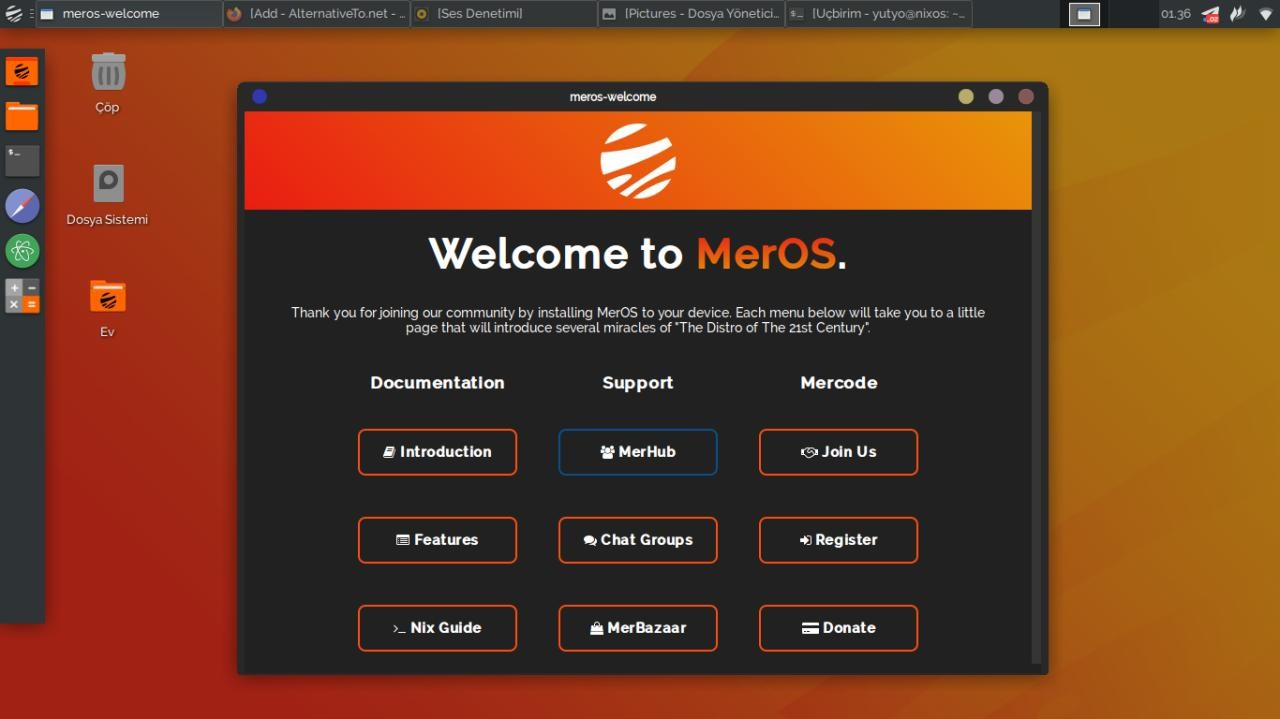 meros-welcome
[Add - AlternativeTo.net - ...
[Ses Denetimi]
[Pictures - Dosya Yönetici...
[Uçbirim - yutyo@nixos: ~...
01.36
Çöp
Dosya Sistemi
Ev
meros-welcome
Welcome to MerOS.
Thank you for joining our community by installing MerOS to your device. Each menu below will take you to a little
page that will introduce several miracles of "The Distro of The 21st Century".
Documentation Support Mercode
Introduction MerHub Join Us
Features Chat Groups Register
Nix Guide MerBazaar Donate